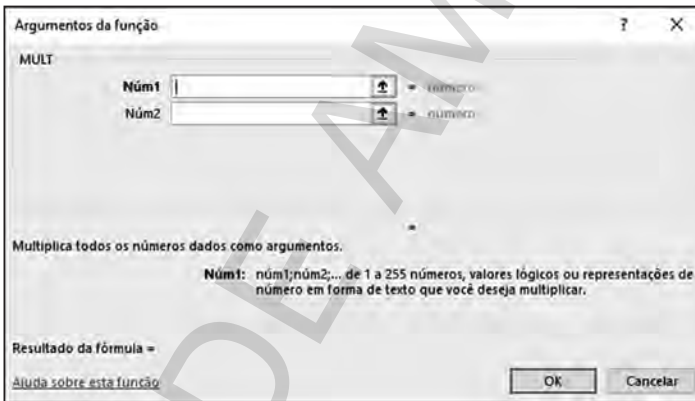 Argumentos da função ? X
MULT
Núm1 = número
Núm2 = número
=
Multiplica todos os números dados como argumentos.
Núm1: núm1;núm2;... de 1 a 255 números, valores lógicos ou representações de
número em forma de texto que você deseja multiplicar.
Resultado da fórmula =
Ajuda sobre esta função OK Cancelar